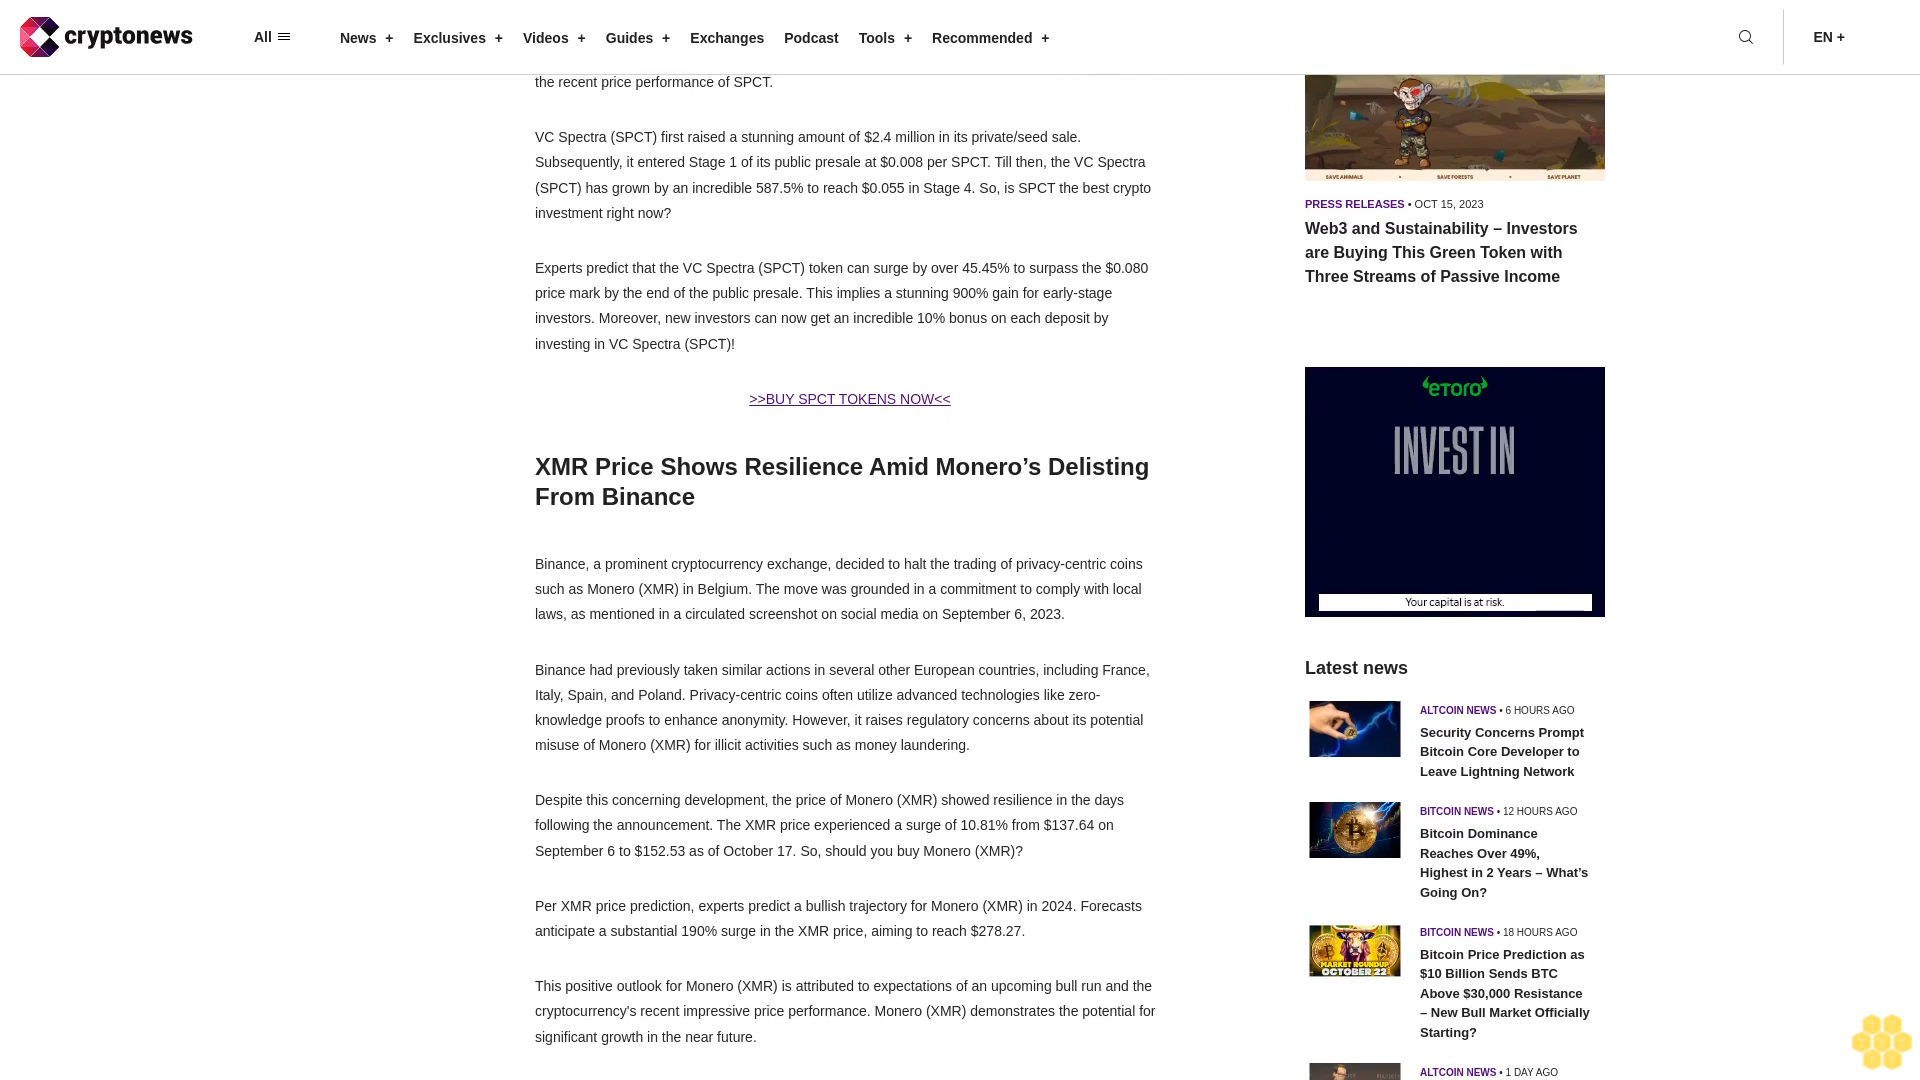 cryptonews
All
News +
Exclusives +
Videos +
Guides +
Exchanges
Podcast
Tools +
Recommended +
EN +
the recent price performance of SPCT.
VC Spectra (SPCT) first raised a stunning amount of $2.4 million in its private/seed sale.
Subsequently, it entered Stage 1 of its public presale at $0.008 per SPCT. Till then, the VC Spectra
(SPCT) has grown by an incredible 587.5% to reach $0.055 in Stage 4. So, is SPCT the best crypto
investment right now?
Experts predict that the VC Spectra (SPCT) token can surge by over 45.45% to surpass the $0.080
price mark by the end of the public presale. This implies a stunning 900% gain for early-stage
investors. Moreover, new investors can now get an incredible 10% bonus on each deposit by
investing in VC Spectra (SPCT)!
>>BUY SPCT TOKENS NOW<<
XMR Price Shows Resilience Amid Monero’s Delisting
From Binance
Binance, a prominent cryptocurrency exchange, decided to halt the trading of privacy-centric coins
such as Monero (XMR) in Belgium. The move was grounded in a commitment to comply with local
laws, as mentioned in a circulated screenshot on social media on September 6, 2023.
Binance had previously taken similar actions in several other European countries, including France,
Italy, Spain, and Poland. Privacy-centric coins often utilize advanced technologies like zero-
knowledge proofs to enhance anonymity. However, it raises regulatory concerns about its potential
misuse of Monero (XMR) for illicit activities such as money laundering.
Despite this concerning development, the price of Monero (XMR) showed resilience in the days
following the announcement. The XMR price experienced a surge of 10.81% from $137.64 on
September 6 to $152.53 as of October 17. So, should you buy Monero (XMR)?
Per XMR price prediction, experts predict a bullish trajectory for Monero (XMR) in 2024. Forecasts
anticipate a substantial 190% surge in the XMR price, aiming to reach $278.27.
This positive outlook for Monero (XMR) is attributed to expectations of an upcoming bull run and the
cryptocurrency's recent impressive price performance. Monero (XMR) demonstrates the potential for
significant growth in the near future.
SAVE ANIMALS • SAVE FORESTS • SAVE PLANET
PRESS RELEASES • OCT 15, 2023
Web3 and Sustainability – Investors
are Buying This Green Token with
Three Streams of Passive Income
eToro
INVEST IN
Your capital is at risk.
Latest news
ALTCOIN NEWS • 6 HOURS AGO
Security Concerns Prompt
Bitcoin Core Developer to
Leave Lightning Network
BITCOIN NEWS • 12 HOURS AGO
Bitcoin Dominance
Reaches Over 49%,
Highest in 2 Years – What’s
Going On?
MARKET ROUNDUP
OCTOBER 22
BITCOIN NEWS • 18 HOURS AGO
Bitcoin Price Prediction as
$10 Billion Sends BTC
Above $30,000 Resistance
– New Bull Market Officially
Starting?
ALTCOIN NEWS • 1 DAY AGO